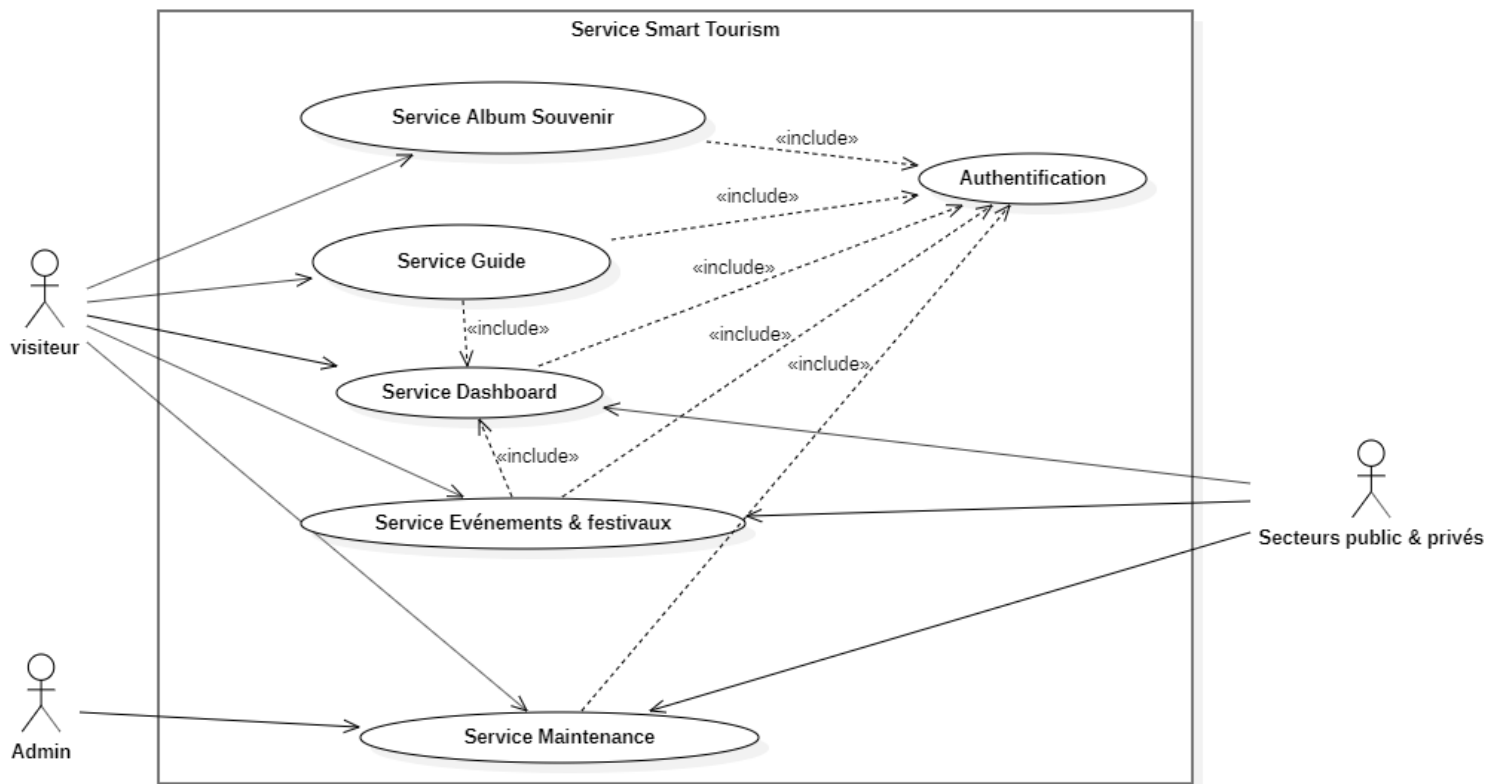 Service Smart Tourism
Service Album Souvenir
«include»
Authentification
«include»
Service Guide
«include»
«include»
visiteur
«include»
«include»
Service Dashboard
«include»
Service Evénements & festivaux
Secteurs public & privés
Service Maintenance
Admin